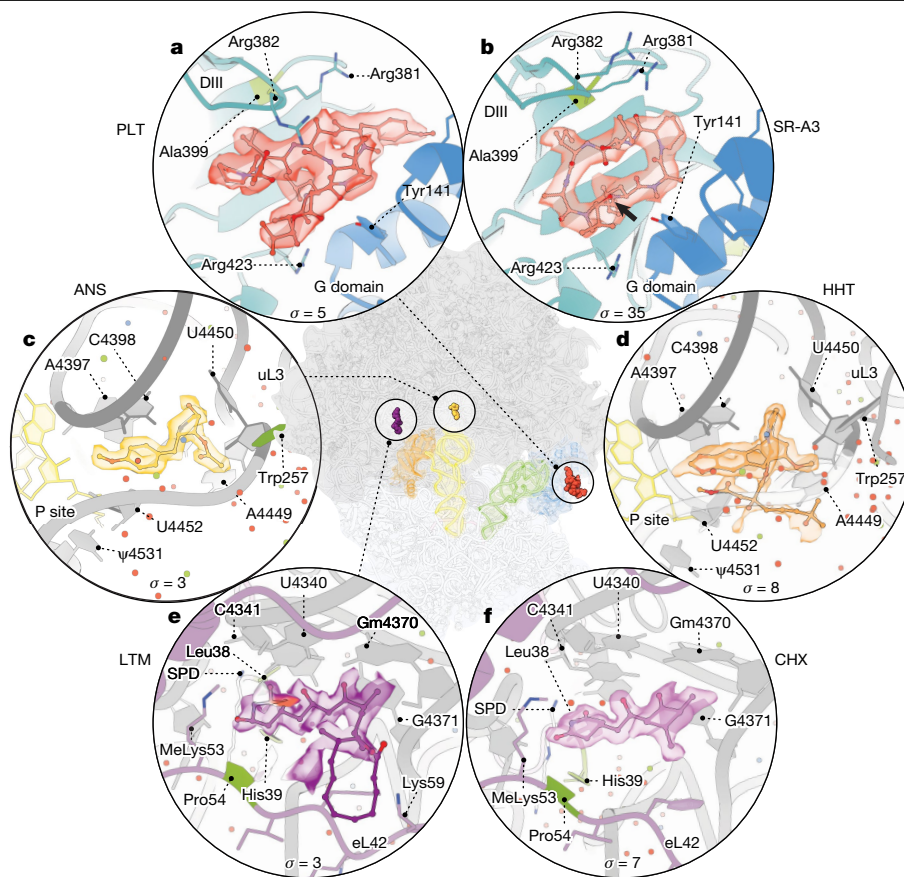 a
PLT
Arg382
DIII
Arg381
Ala399
Tyr141
Arg423
G domain
σ = 5
b
SR-A3
Arg382
Arg381
DIII
Tyr141
Ala399
Arg423
G domain
σ = 35
c
ANS
U4450
C4398
A4397
uL3
Trp257
P site
A4449
U4452
ψ4531
σ = 3
d
HHT
C4398
U4450
A4397
uL3
Trp257
P site
A4449
U4452
ψ4531
σ = 8
e
LTM
U4340
C4341
Gm4370
Leu38
SPD
G4371
MeLys53
Pro54
His39
Lys59
eL42
σ = 3
f
CHX
U4340
C4341
Gm4370
Leu38
SPD
G4371
MeLys53
His39
Pro54
eL42
σ = 7